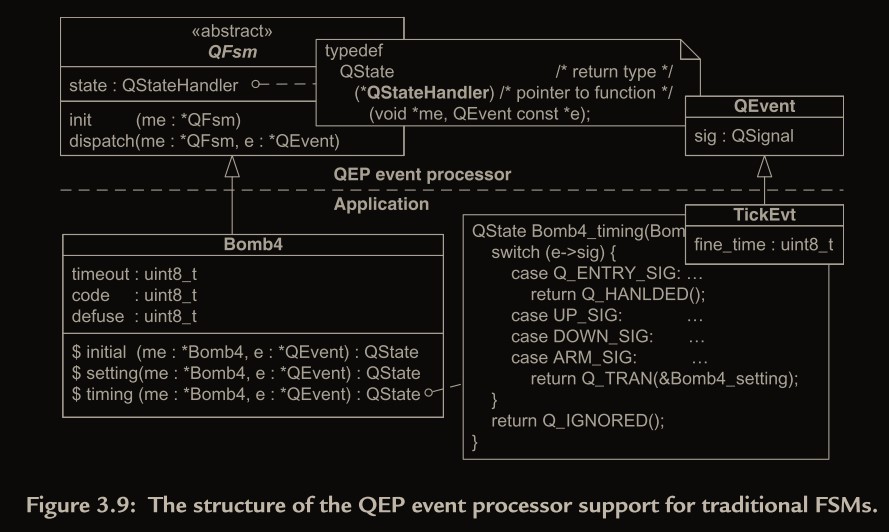 «abstract»
QFsm
state : QStateHandler
init (me : *QFsm)
dispatch(me : *QFsm, e : *QEvent)
typedef
QState /* return type */
(*QStateHandler) /* pointer to function */
(void *me, QEvent const *e);
QEvent
sig : QSignal
QEP event processor
Application
TickEvt
fine_time : uint8_t
Bomb4
timeout : uint8_t
code : uint8_t
defuse : uint8_t
$ initial (me : *Bomb4, e : *QEvent) : QState
$ setting(me : *Bomb4, e : *QEvent) : QState
$ timing (me : *Bomb4, e : *QEvent) : QState
QState Bomb4_timing(Bom
switch (e->sig) {
case Q_ENTRY_SIG: ...
return Q_HANLDED();
case UP_SIG: ...
case DOWN_SIG: ...
case ARM_SIG: ...
return Q_TRAN(&Bomb4_setting);
}
return Q_IGNORED();
}
Figure 3.9: The structure of the QEP event processor support for traditional FSMs.